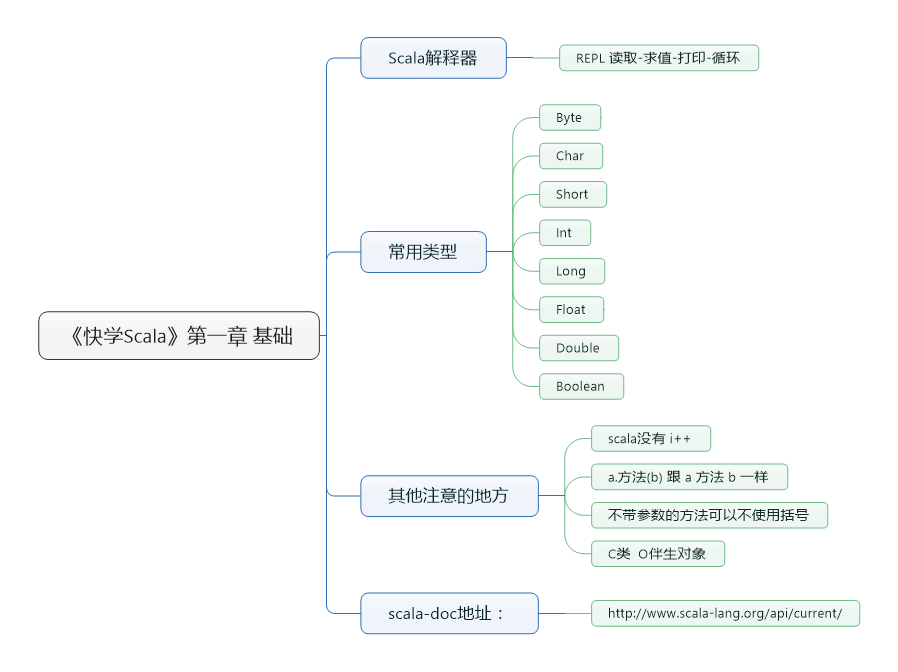 《快学Scala》第一章 基础
Scala解释器
REPL 读取-求值-打印-循环
常用类型
Byte
Char
Short
Int
Long
Float
Double
Boolean
其他注意的地方
scala没有 i++
a.方法(b) 跟 a 方法 b 一样
不带参数的方法可以不使用括号
C类 O伴生对象
scala-doc地址：
http://www.scala-lang.org/api/current/